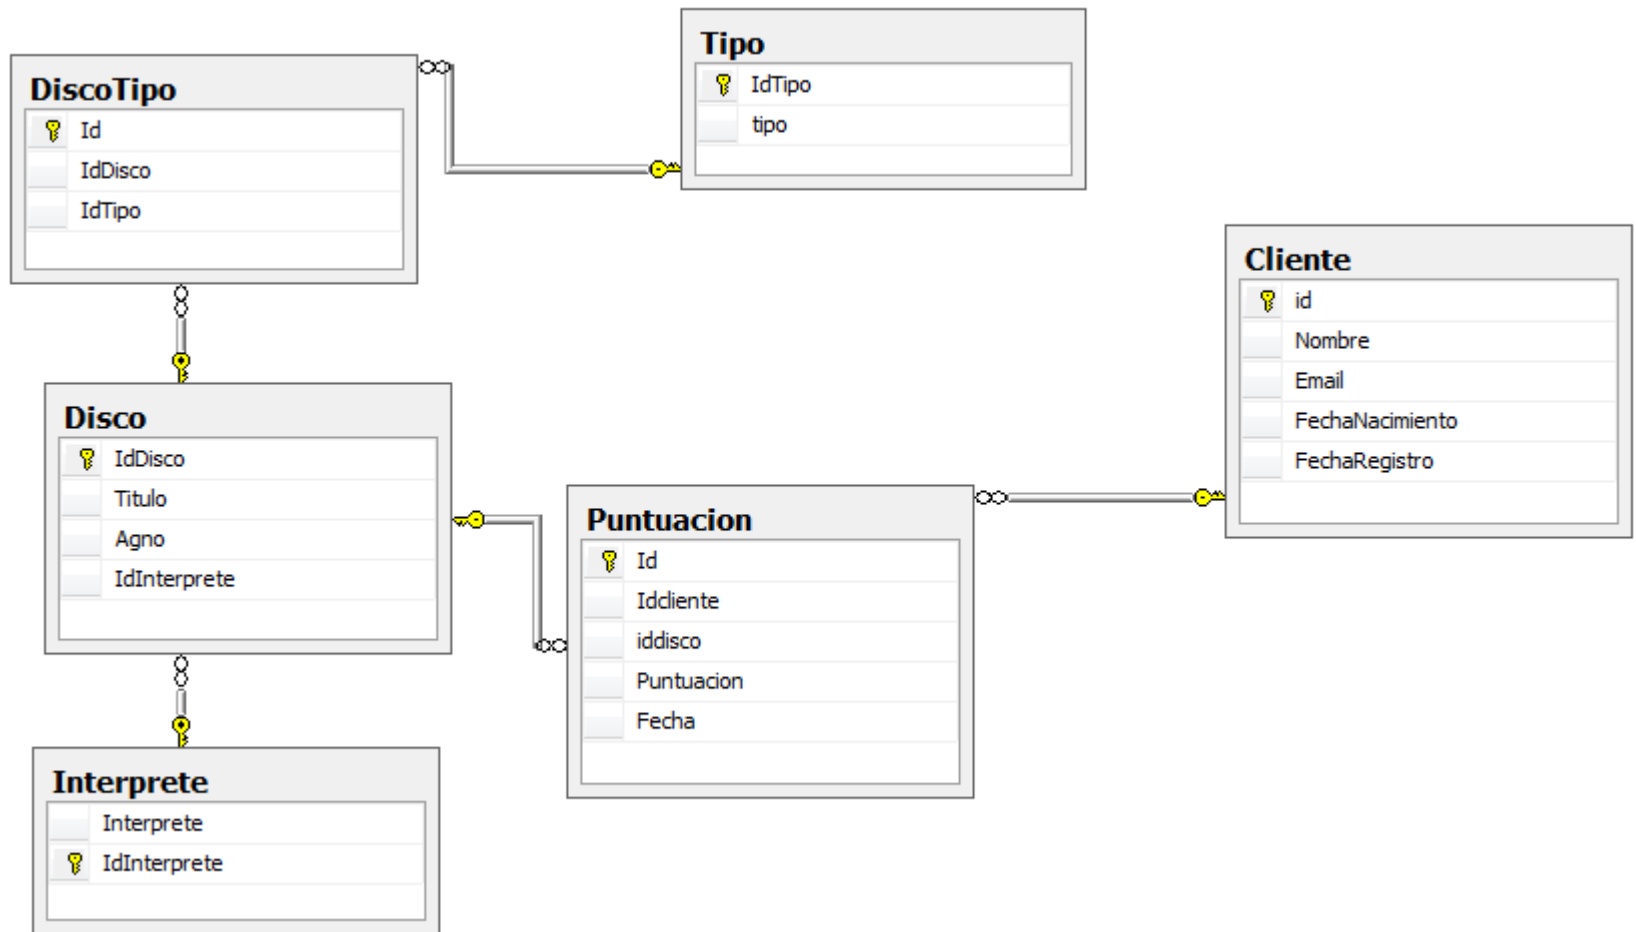 Tipo
IdTipo
tipo
DiscoTipo
Id
IdDisco
IdTipo
Cliente
id
Nombre
Email
FechaNacimiento
FechaRegistro
Disco
IdDisco
Titulo
Agno
IdInterprete
Puntuacion
Id
Idcliente
iddisco
Puntuacion
Fecha
Interprete
Interprete
IdInterprete